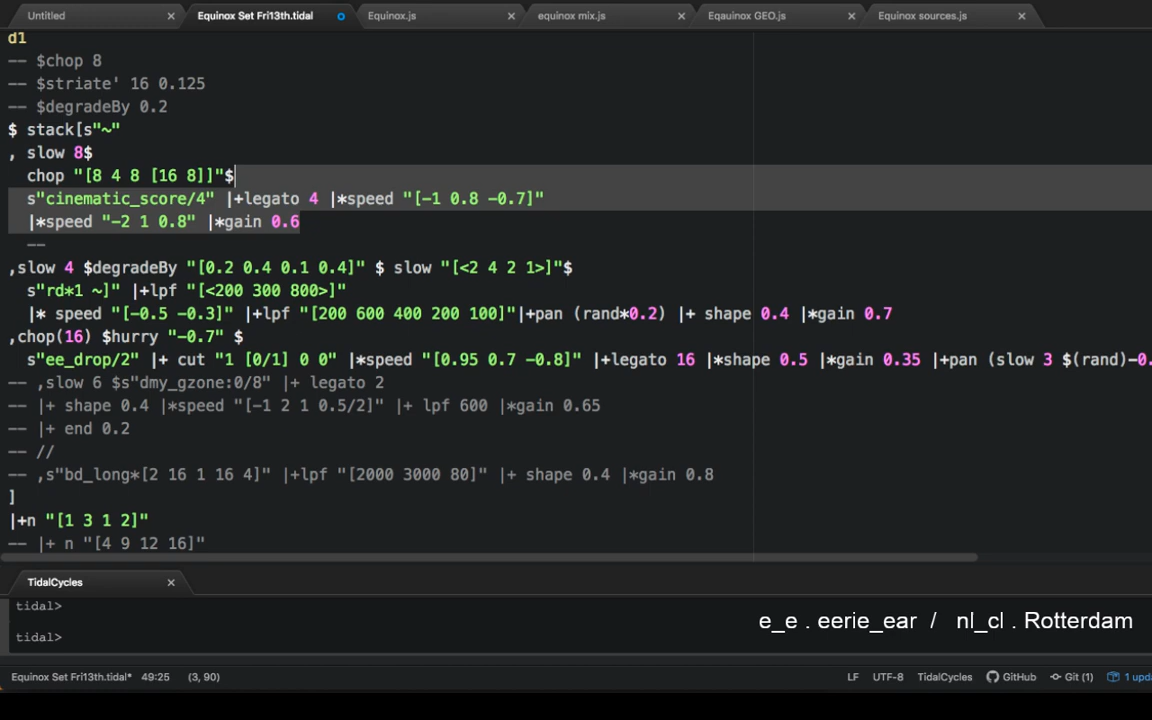 Untitled
Equinox Set Fri13th.tidal
Equinox.js
equinox mix.js
Eqauinox GEO.js
Equinox sources.js
d1
-- $chop 8
-- $striate' 16 0.125
-- $degradeBy 0.2
$ stack[s"~"
, slow 8$
chop "[8 4 8 [16 8]]"$
s"cinematic_score/4" |+legato 4 |*speed "[-1 0.8 -0.7]"
|*speed "-2 1 0.8" |*gain 0.6
--
,slow 4 $degradeBy "[0.2 0.4 0.1 0.4]" $ slow "[<2 4 2 1>]"$
s"rd*1 ~]" |+lpf "[<200 300 800>]"
|* speed "[-0.5 -0.3]" |+lpf "[200 600 400 200 100]"|+pan (rand*0.2) |+ shape 0.4 |*gain 0.7
,chop(16) $hurry "-0.7" $
s"ee_drop/2" |+ cut "1 [0/1] 0 0" |*speed "[0.95 0.7 -0.8]" |+legato 16 |*shape 0.5 |*gain 0.35 |+pan (slow 3 $(rand)-0.
-- ,slow 6 $s"dmy_gzone:0/8" |+ legato 2
-- |+ shape 0.4 |*speed "[-1 2 1 0.5/2]" |+ lpf 600 |*gain 0.65
-- |+ end 0.2
-- //
-- ,s"bd_long*[2 16 1 16 4]" |+lpf "[2000 3000 80]" |+ shape 0.4 |*gain 0.8
]
|+n "[1 3 1 2]"
-- |+ n "[4 9 12 16]"
TidalCycles
tidal>
tidal>
e_e . eerie_ear / nl_cl . Rotterdam
Equinox Set Fri13th.tidal* 49:25 (3, 90) LF UTF-8 TidalCycles GitHub Git (1) 1 upd